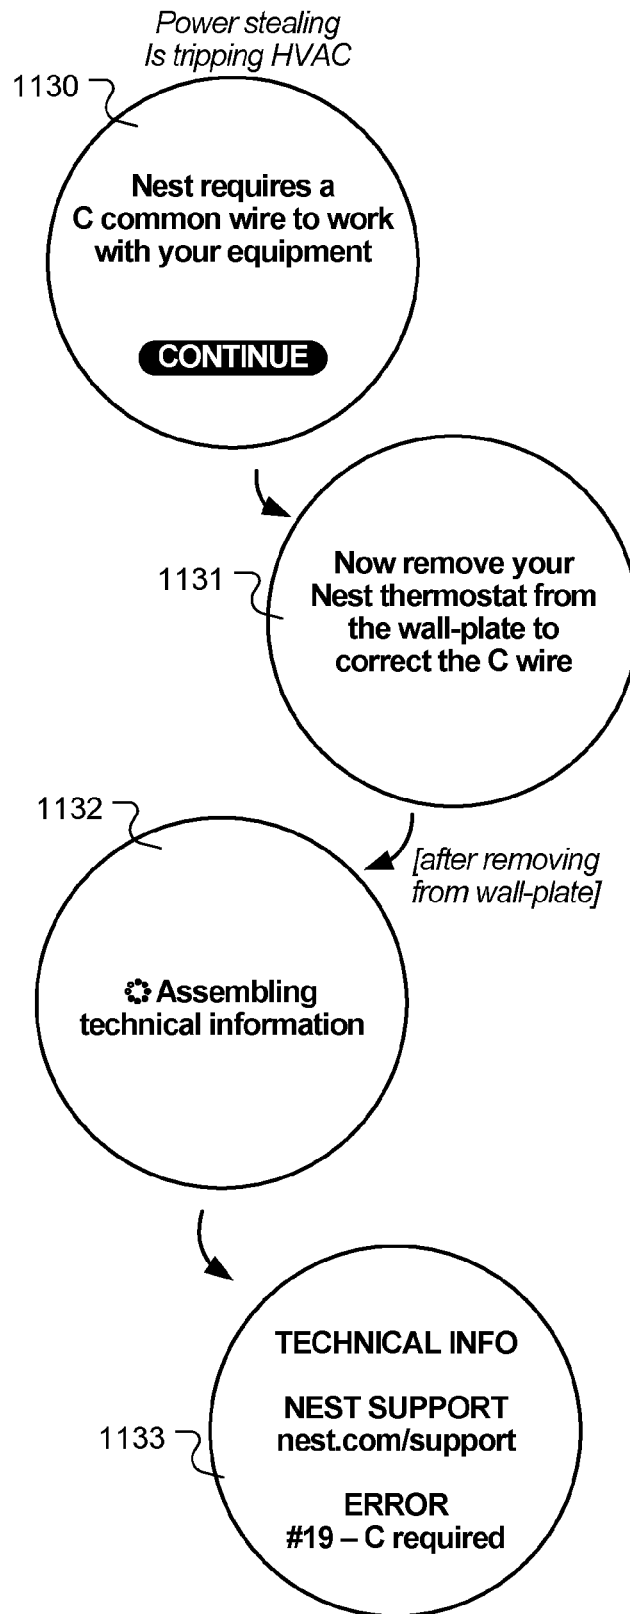 Power stealing
Is tripping HVAC
1130
Nest requires a
C common wire to work
with your equipment
CONTINUE
1131
Now remove your
Nest thermostat from
the wall-plate to
correct the C wire
1132
[after removing
from wall-plate]
Assembling
technical information
TECHNICAL INFO
NEST SUPPORT
nest.com/support
1133
ERROR
#19 – C required